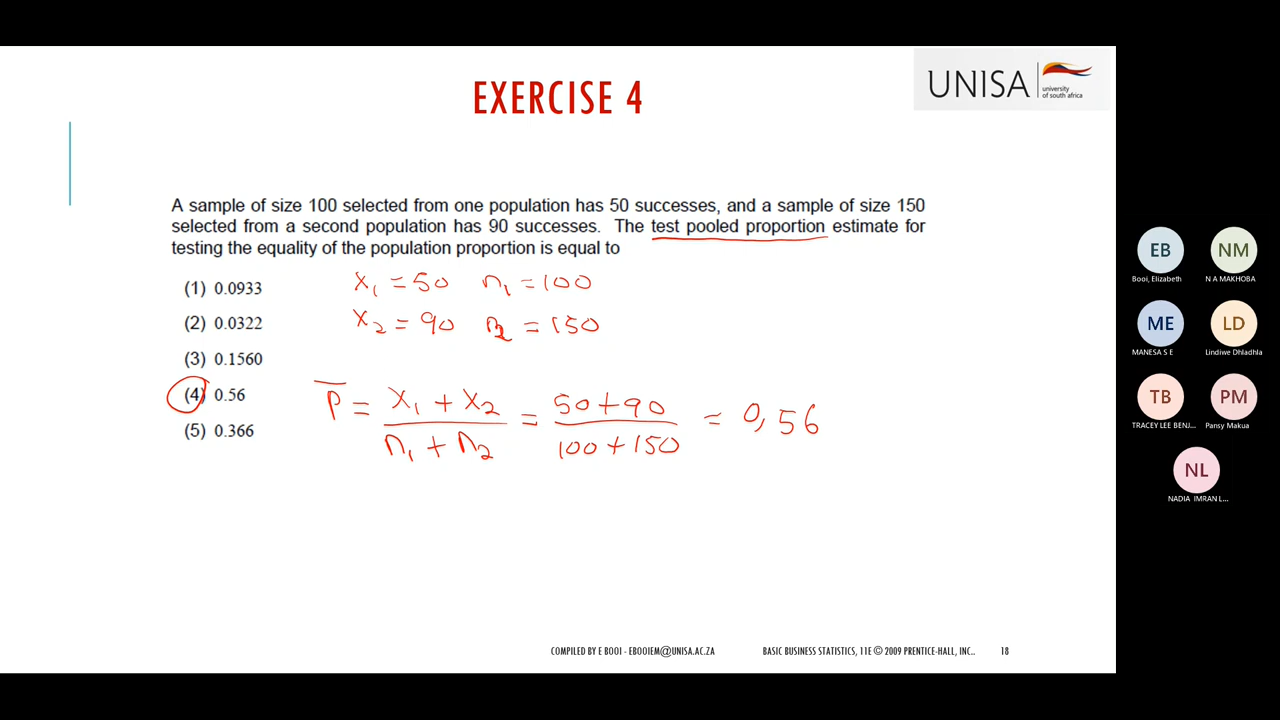 EXERCISE 4
UNISA
university
of south africa
A sample of size 100 selected from one population has 50 successes, and a sample of size 150
selected from a second population has 90 successes. The test pooled proportion estimate for
testing the equality of the population proportion is equal to
(1) 0.0933
(2) 0.0322
(3) 0.1560
(4) 0.56
(5) 0.366
x₁ = 50 n₁ = 100
x₂ = 90 n₂ = 150
p̄ = (x₁ + x₂)/(n₁ + n₂) = (50 + 90)/(100 + 150) = 0,56
COMPILED BY E BOOI - EBOOIEM@UNISA.AC.ZA
BASIC BUSINESS STATISTICS, 11E © 2009 PRENTICE-HALL, INC..
18
EB
Booi, Elizabeth
NM
N A MAKHOBA
ME
MANESA S E
LD
Lindiwe Dhladhla
TB
TRACEY LEE BENJ...
PM
Pansy Makua
NL
NADIA IMRAN L...